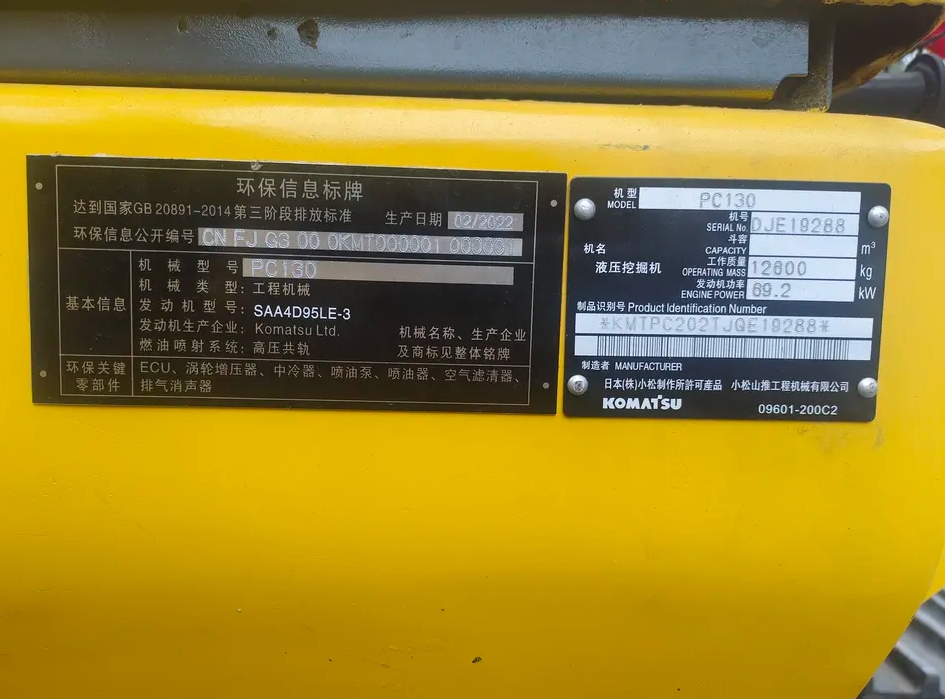 环保信息标牌
达到国家GB 20891-2014 第三阶段排放标准 生产日期 02/2022
环保信息公开编号 CN FJ G3 00 0KMT000001 000001
基本信息
机械型号 PC130
机械类型: 工程机械
发动机型号: SAA4D95LE-3
发动机生产企业: Komatsu Ltd.
燃油喷射系统: 高压共轨
机械名称、生产企业
及商标见整体铭牌
环保关键
零部件
ECU、涡轮增压器、中冷器、喷油泵、喷油器、空气滤清器、
排气消声器
机型
MODEL PC130
机号
SERIAL No. DJE19288
斗容
CAPACITY m³
机名
液压挖掘机
工作质量
OPERATING MASS 12600 kg
发动机功率
ENGINE POWER 69.2 kW
制品识别号 Product Identification Number
*KMTPC202TJQE19288*
制造者 MANUFACTURER
日本(株)小松制作所許可産品 小松山推工程机械有限公司
KOMATSU 09601-200C2